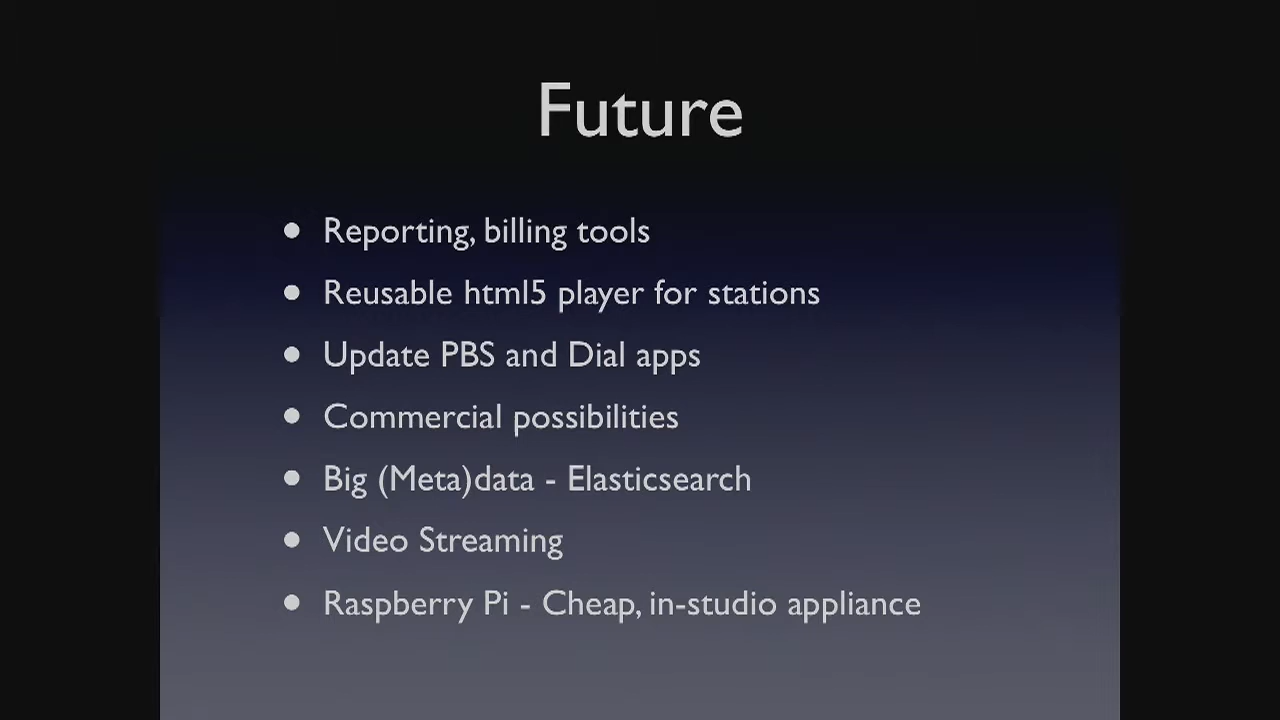 Future
• Reporting, billing tools
• Reusable html5 player for stations
• Update PBS and Dial apps
• Commercial possibilities
• Big (Meta)data - Elasticsearch
• Video Streaming
• Raspberry Pi - Cheap, in-studio appliance